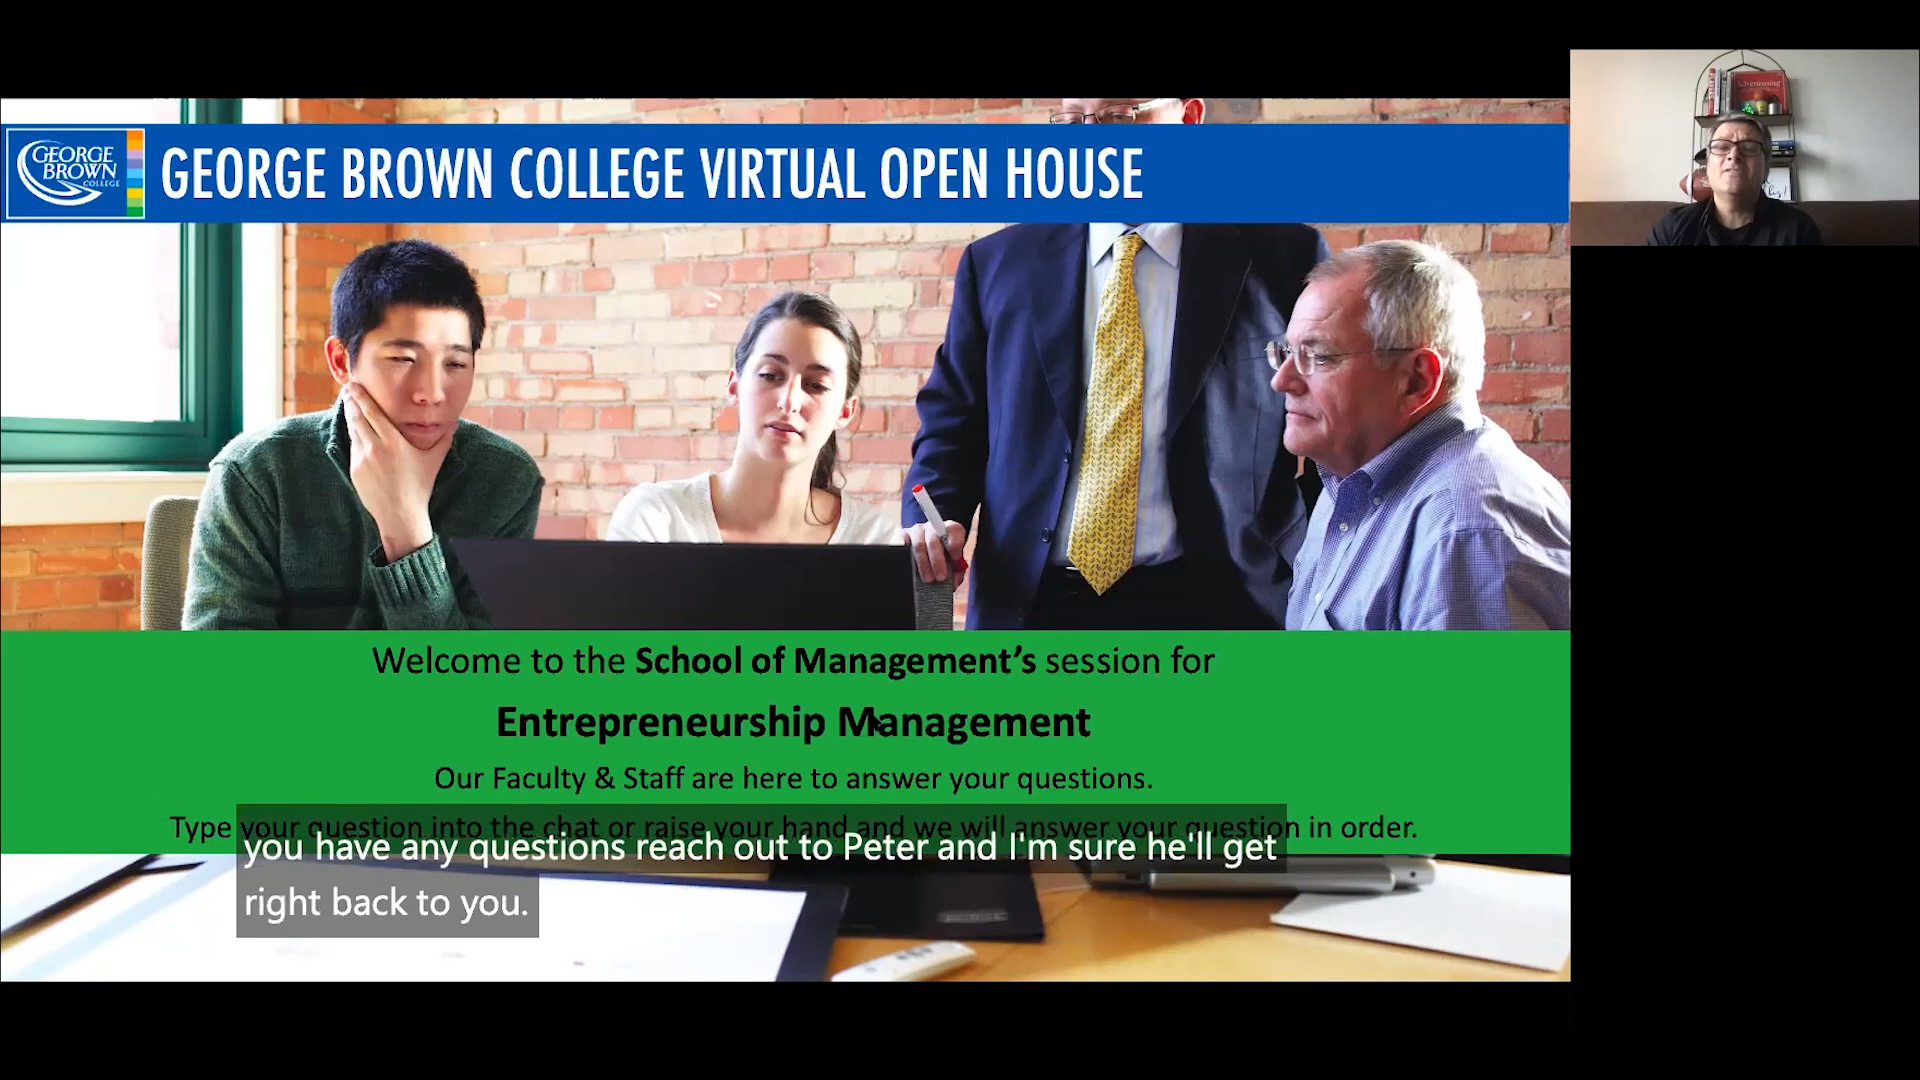 GEORGE
BROWN
COLLEGE
GEORGE BROWN COLLEGE VIRTUAL OPEN HOUSE
Welcome to the School of Management’s session for
Entrepreneurship Management
Our Faculty & Staff are here to answer your questions.
Type your question into the chat or raise your hand and we will answer your question in order.
you have any questions reach out to Peter and I'm sure he'll get
right back to you.